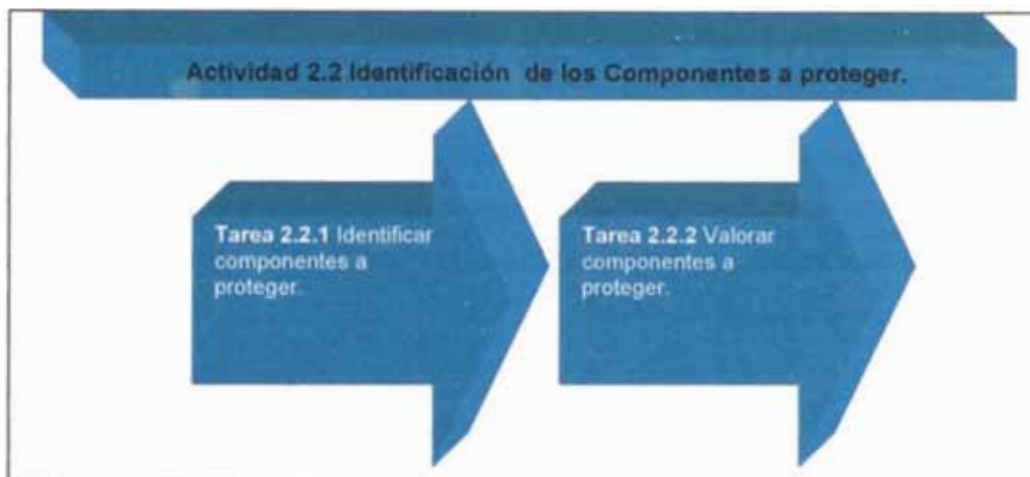 Actividad 2.2 Identificación de los Componentes a proteger.
Tarea 2.2.1 Identificar
componentes a
proteger.
Tarea 2.2.2 Valorar
componentes a
proteger.